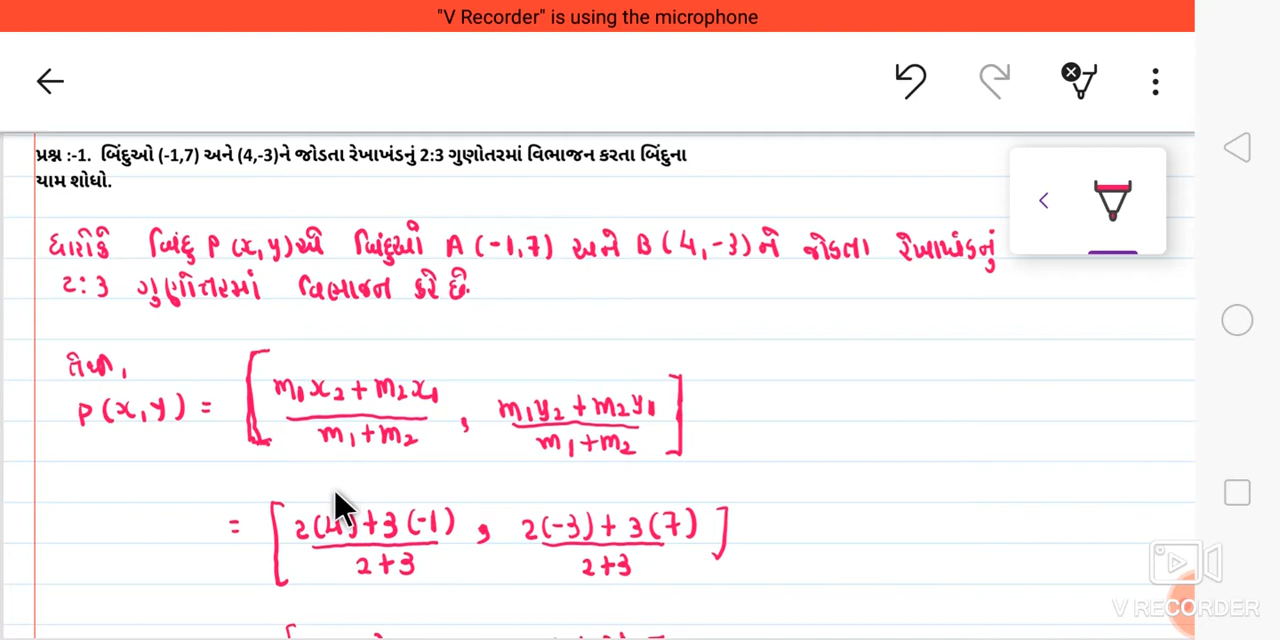 "V Recorder" is using the microphone
પ્રશ્ન :-1. બિંદુઓ (-1,7) અને (4,-3)ને જોડતા રેખાખંડનું 2:3 ગુણોતરમાં વિભાજન કરતા બિંદુના
યામ શોધો.
ધારોકે બિંદુ P(x,y)એ બિંદુઓ A(-1,7) અને B(4,-3)ને જોડતા રેખાખંડનું
2:3 ગુણોતરમાં વિભાજન કરે છે.
તેથી,
P(x,y) = [ m₁x₂+m₂x₁ / m₁+m₂ , m₁y₂+m₂y₁ / m₁+m₂ ]
= [ 2(4)+3(-1) / 2+3 , 2(-3)+3(7) / 2+3 ]
V RECORDER